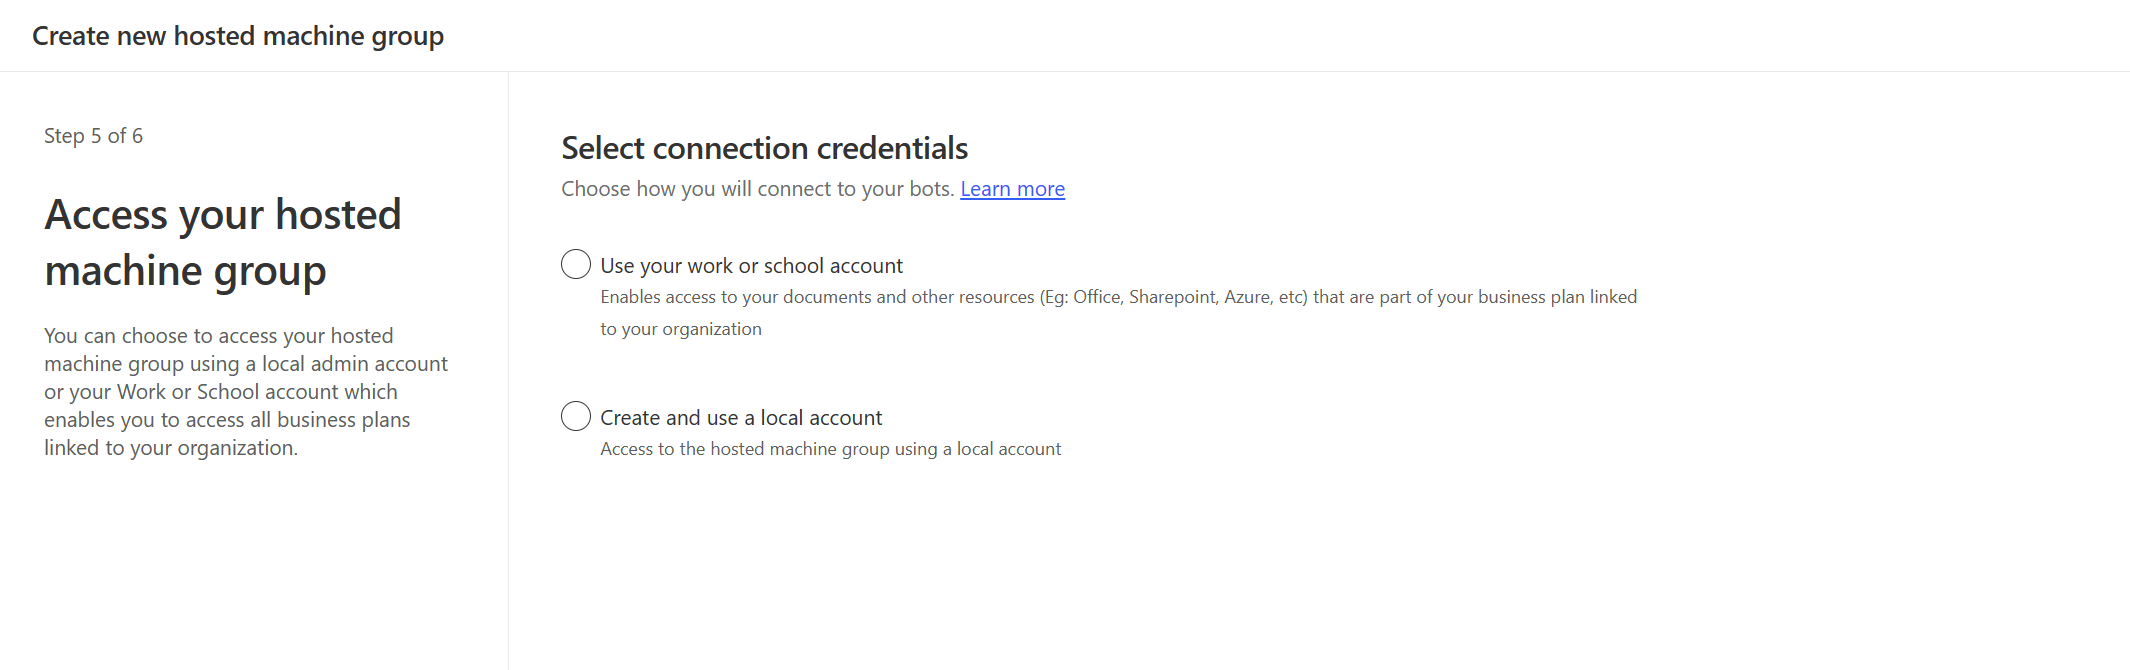 Create new hosted machine group
Step 5 of 6
Access your hosted
machine group
You can choose to access your hosted
machine group using a local admin account
or your Work or School account which
enables you to access all business plans
linked to your organization.
Select connection credentials
Choose how you will connect to your bots. Learn more
Use your work or school account
Enables access to your documents and other resources (Eg: Office, Sharepoint, Azure, etc) that are part of your business plan linked
to your organization
Create and use a local account
Access to the hosted machine group using a local account